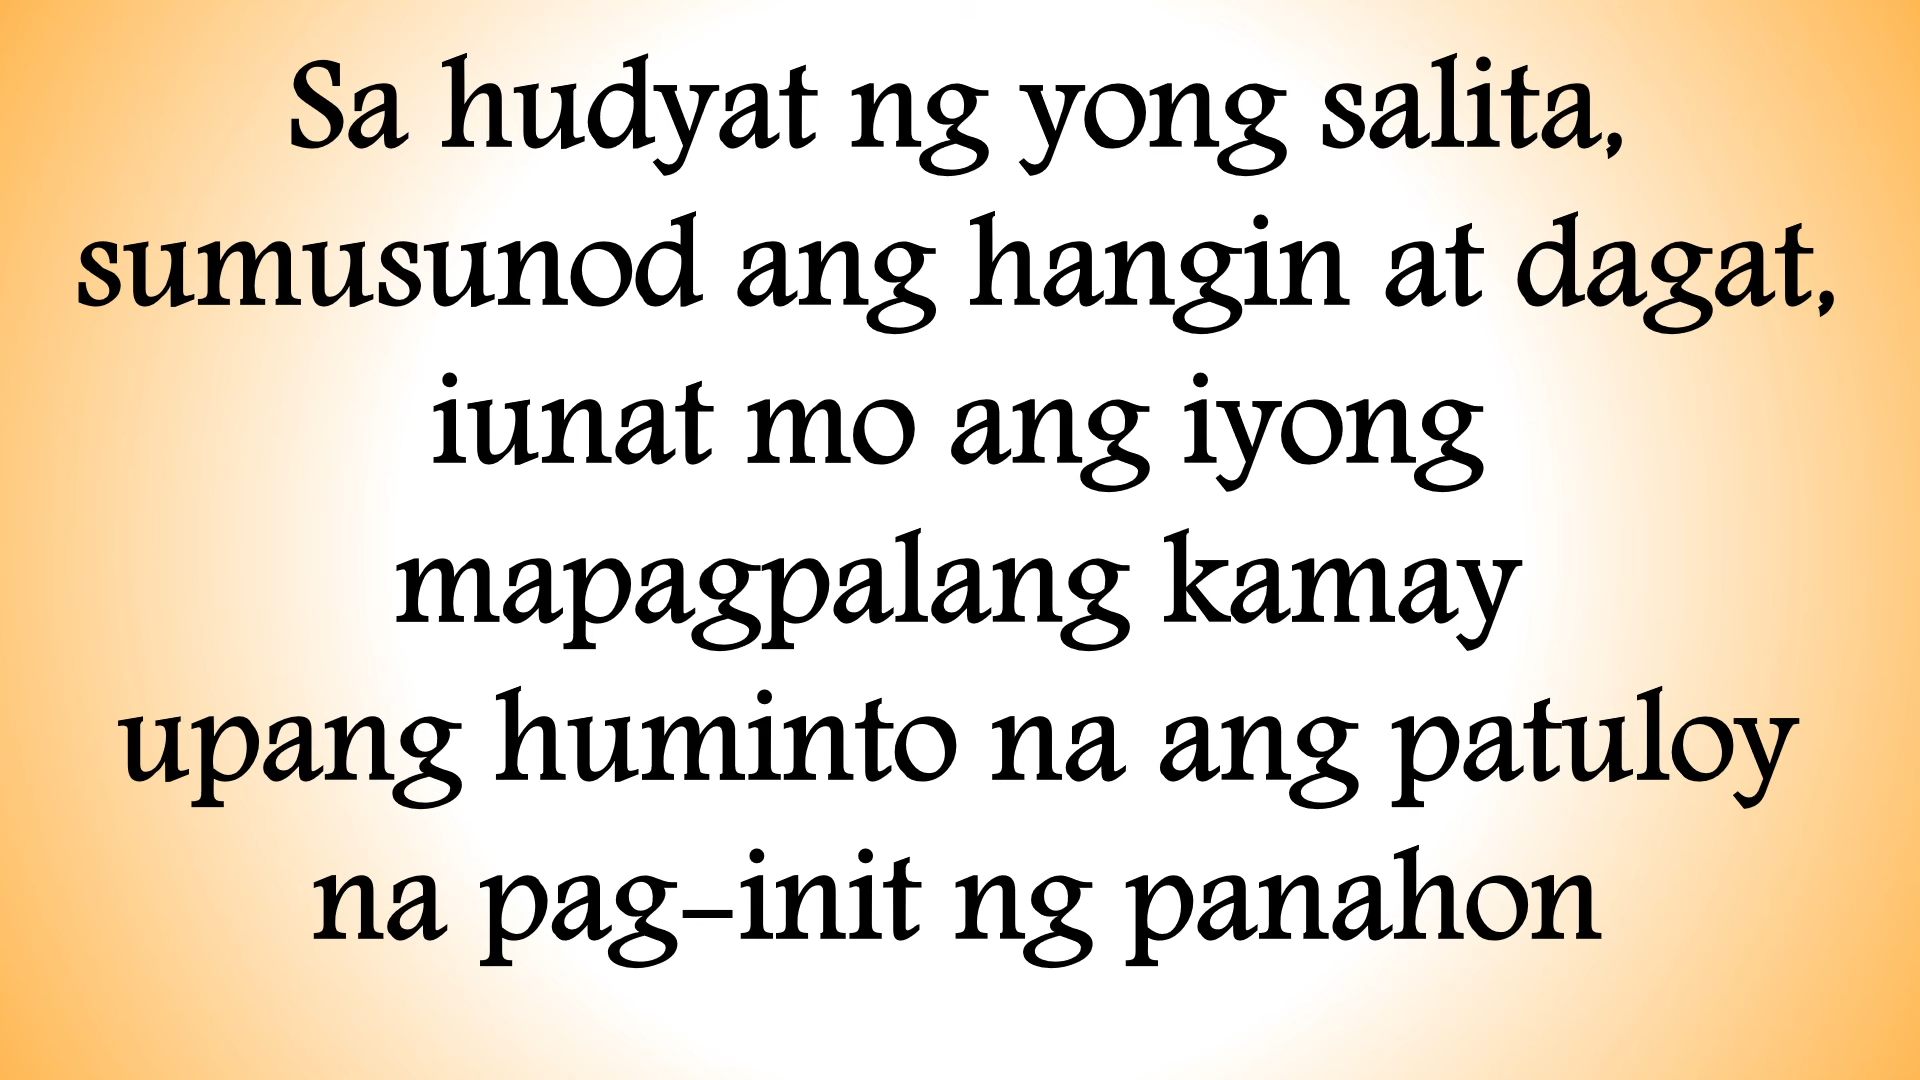 Sa hudyat ng yong salita,
sumusunod ang hangin at dagat,
iunat mo ang iyong
mapagpalang kamay
upang huminto na ang patuloy
na pag-init ng panahon